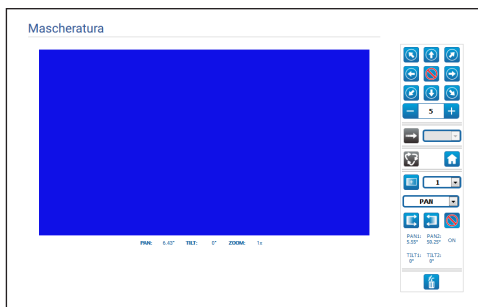 Mascheratura
5
1
PAN
PAN: 6.43° TILT: 0° ZOOM: 1x
PAN1: PAN2: ON
5.55° 59.25°
TILT1: TILT2:
0° 0°